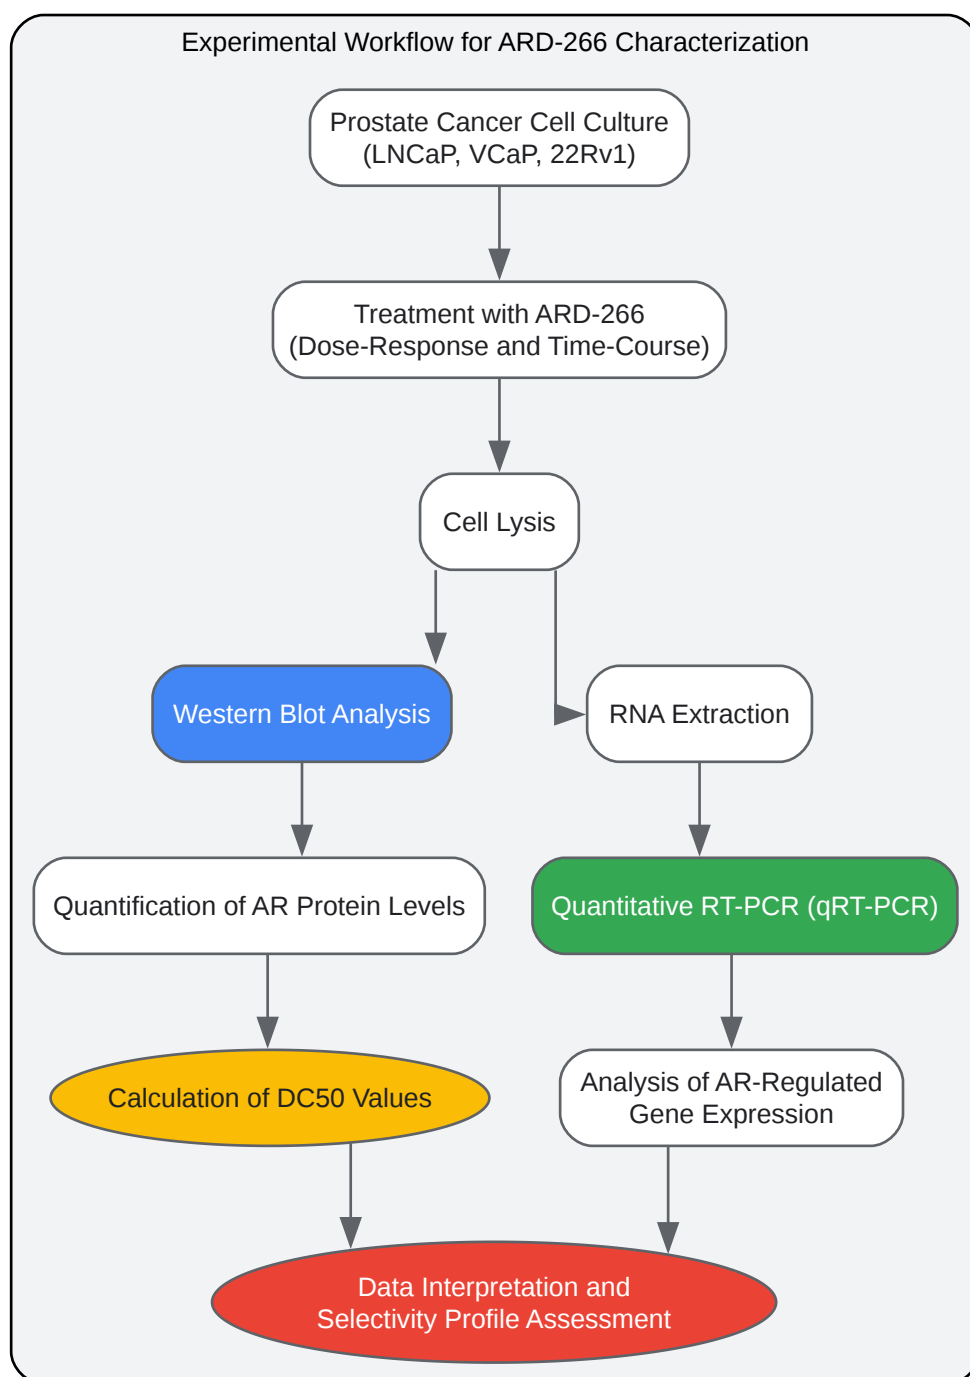 Experimental Workflow for ARD-266 Characterization
Prostate Cancer Cell Culture
(LNCaP, VCaP, 22Rv1)
Treatment with ARD-266
(Dose-Response and Time-Course)
Cell Lysis
Western Blot Analysis
RNA Extraction
Quantification of AR Protein Levels
Quantitative RT-PCR (qRT-PCR)
Calculation of DC50 Values
Analysis of AR-Regulated
Gene Expression
Data Interpretation and
Selectivity Profile Assessment